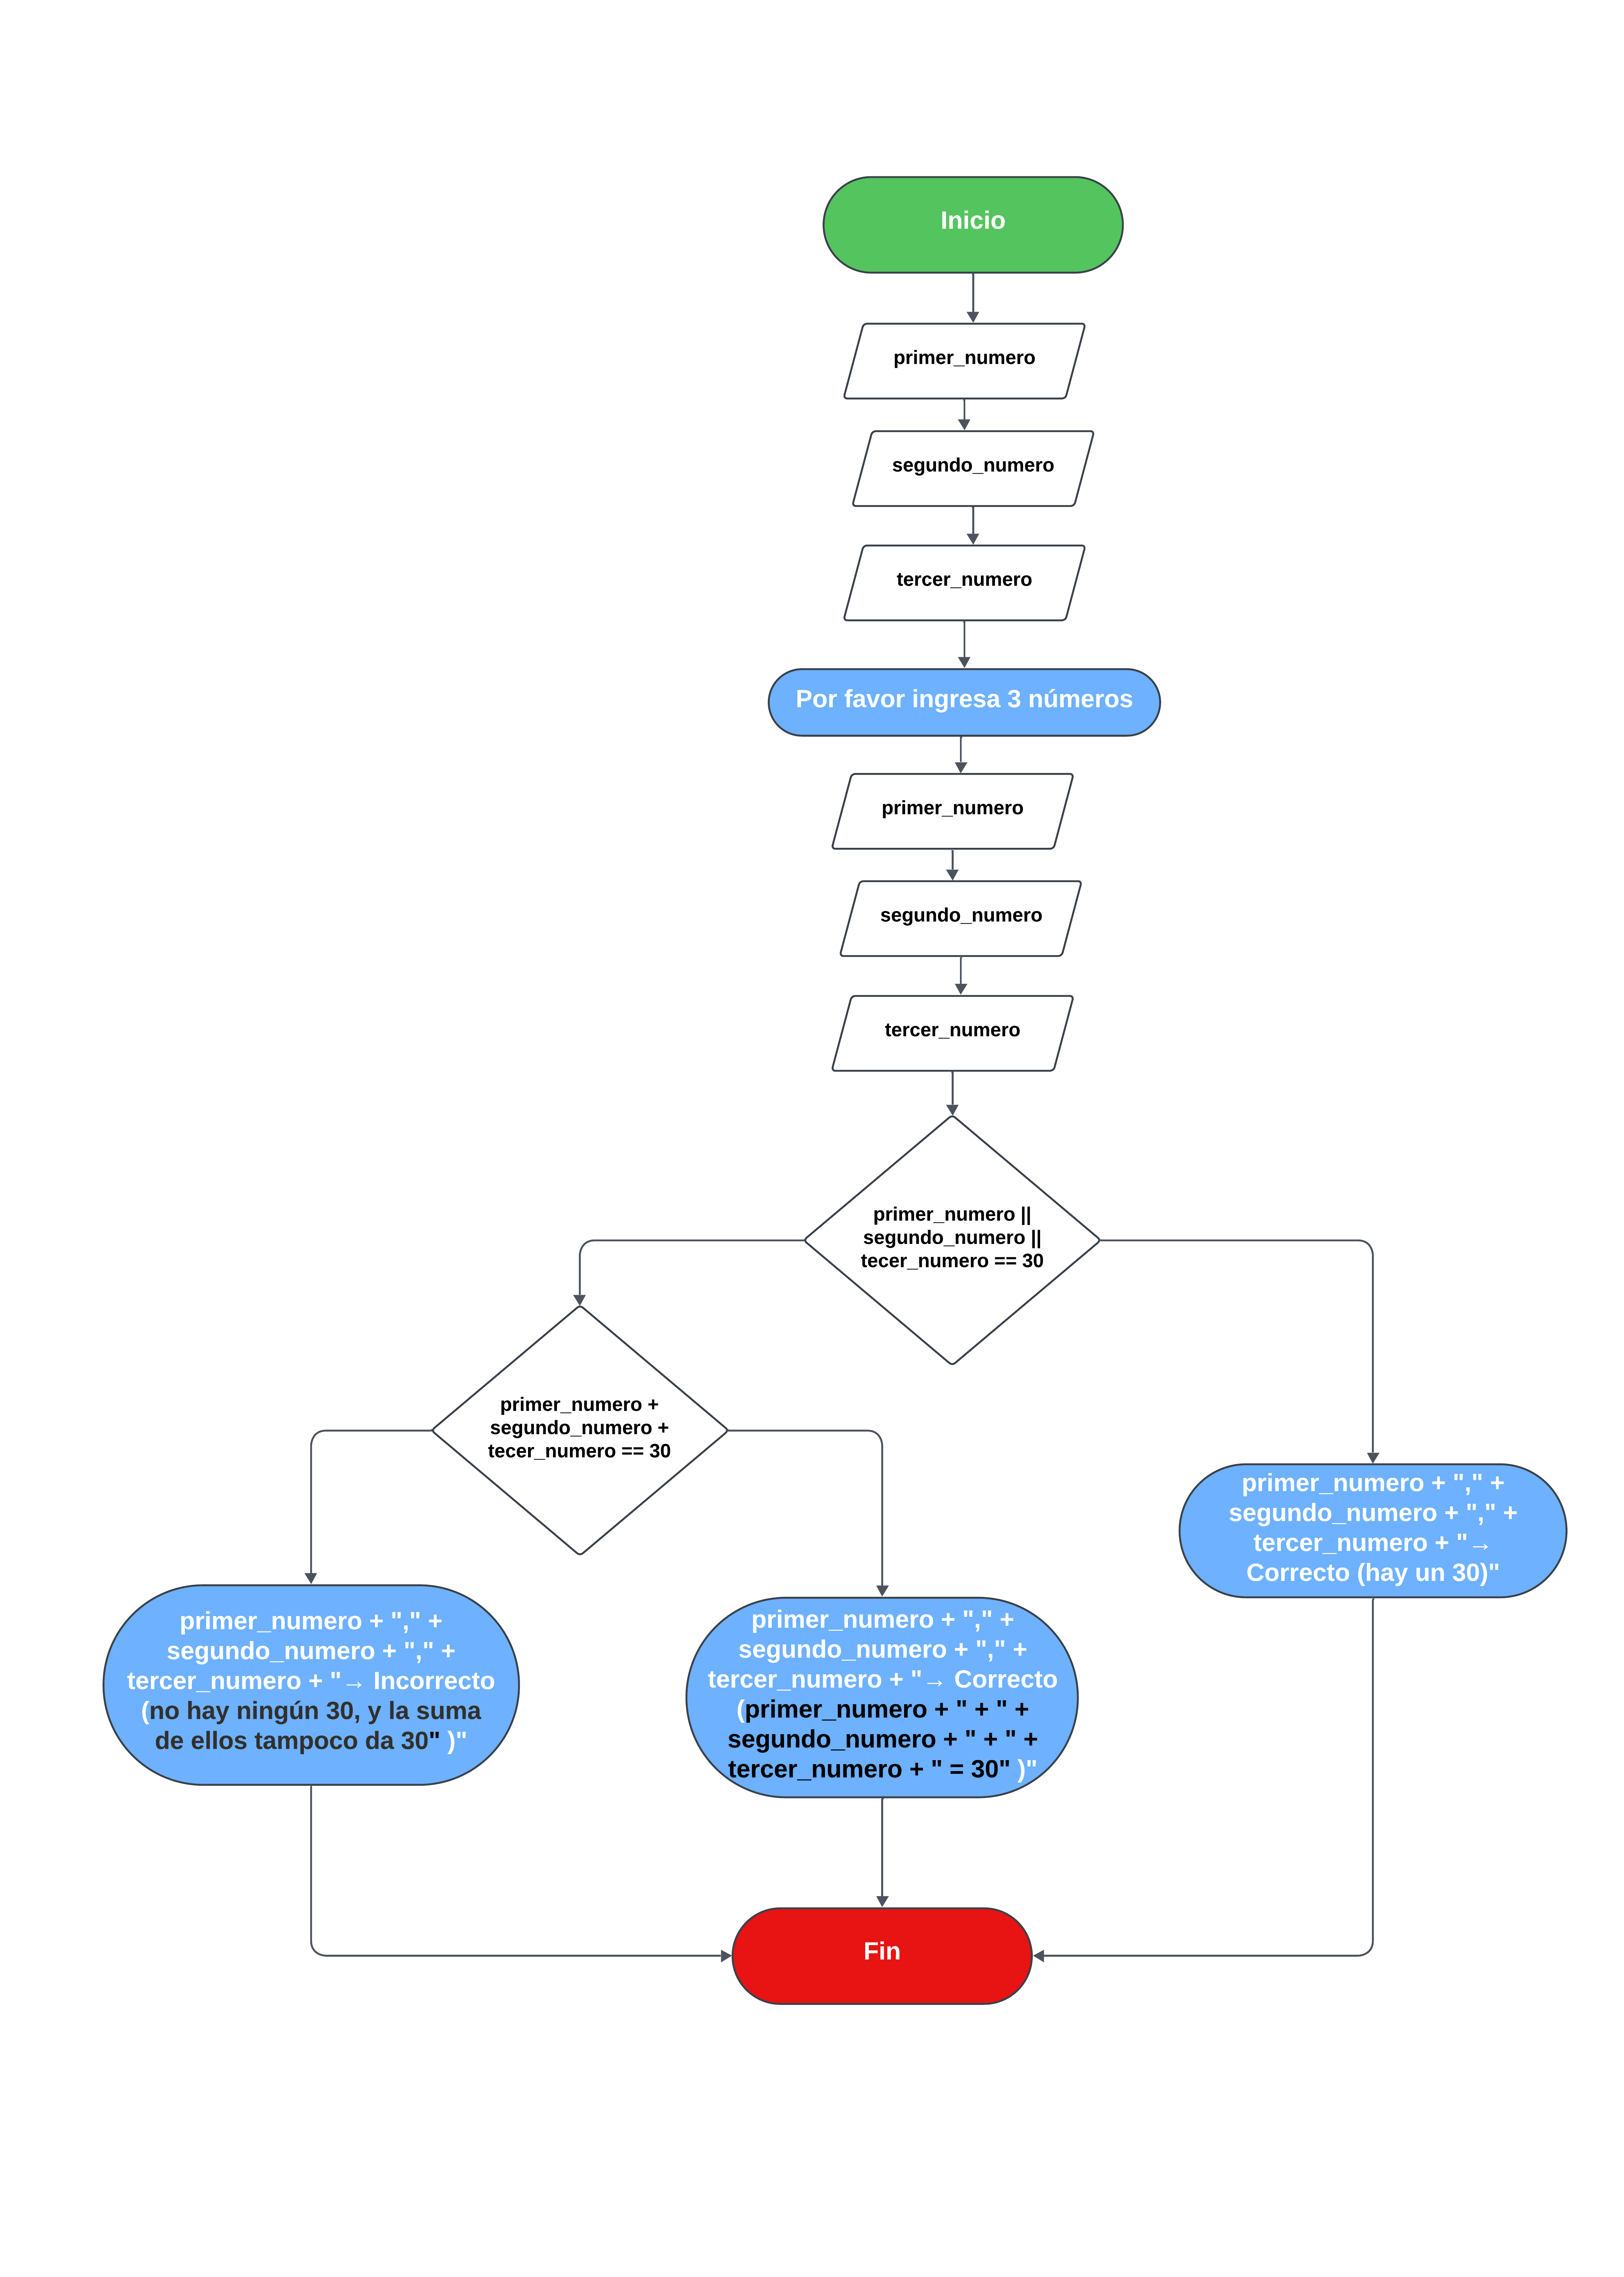 Inicio
primer_numero
segundo_numero
tercer_numero
Por favor ingresa 3 números
primer_numero
segundo_numero
tercer_numero
primer_numero ||
segundo_numero ||
tecer_numero == 30
primer_numero +
segundo_numero +
tecer_numero == 30
primer_numero + "," +
segundo_numero + "," +
tercer_numero + "→
Correcto (hay un 30)"
primer_numero + "," +
segundo_numero + "," +
tercer_numero + "→ Incorrecto
(no hay ningún 30, y la suma
de ellos tampoco da 30" )"
primer_numero + "," +
segundo_numero + "," +
tercer_numero + "→ Correcto
(primer_numero + " + " +
segundo_numero + " + " +
tercer_numero + " = 30" )"
Fin